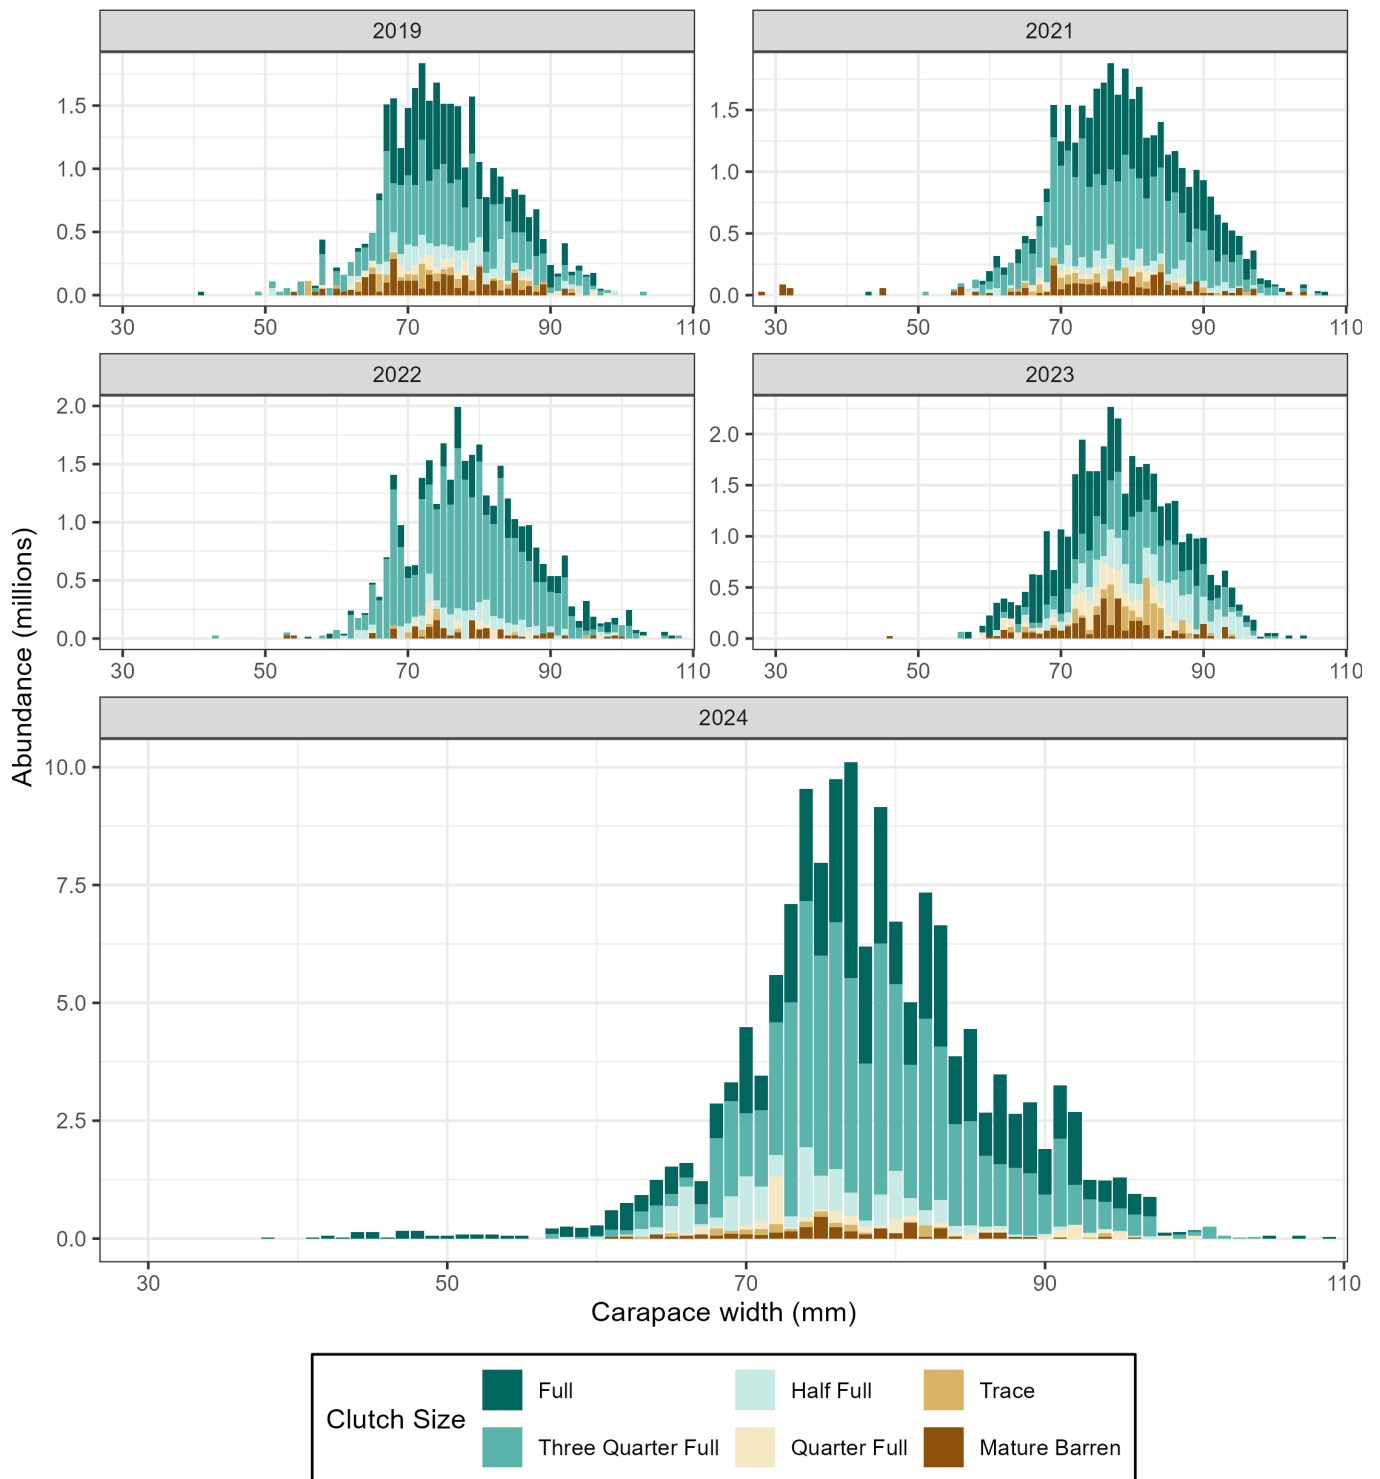 2019
2021
1.5
1.0
0.5
0.0
30 50 70 90 110
1.5
1.0
0.5
0.0
30 50 70 90 110
2022
2023
2.0
1.5
1.0
0.5
0.0
30 50 70 90 110
2.0
1.5
1.0
0.5
0.0
30 50 70 90 110
Abundance (millions)
2024
10.0
7.5
5.0
2.5
0.0
30 50 70 90 110
Carapace width (mm)
Clutch Size
Full
Half Full
Trace
Three Quarter Full
Quarter Full
Mature Barren